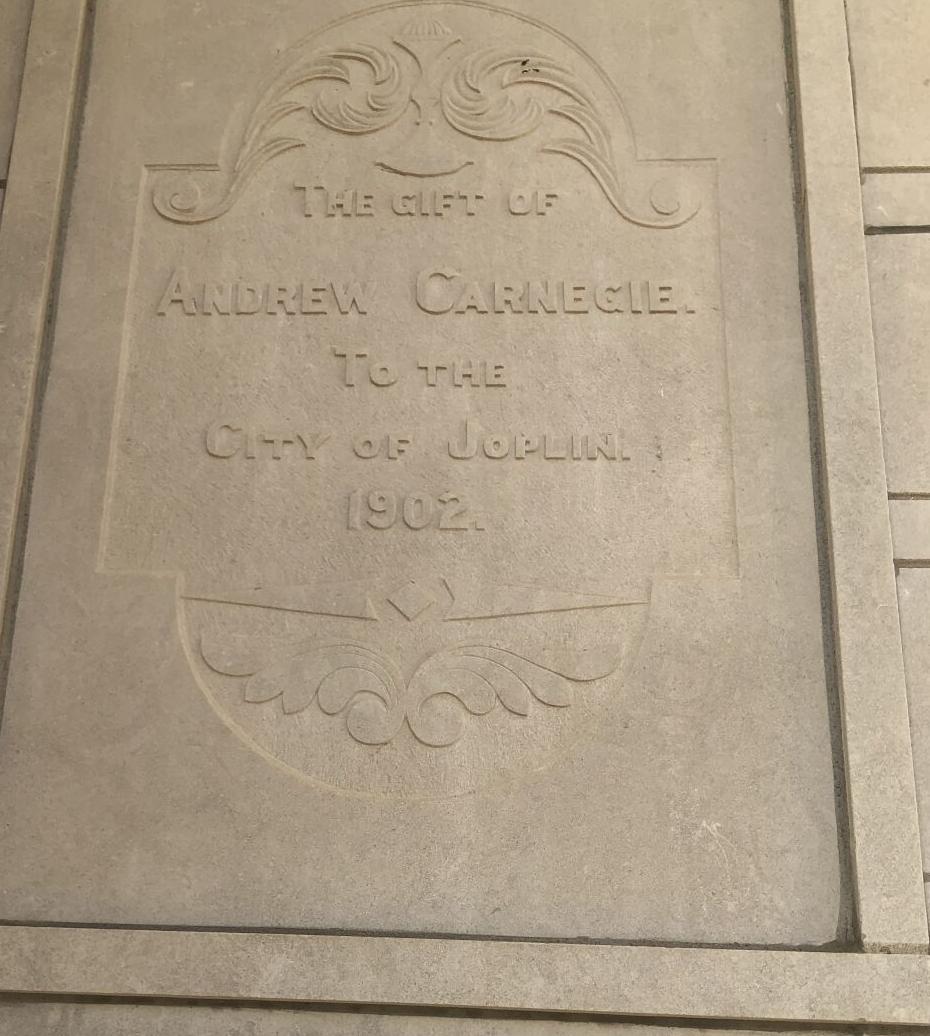 The gift of
Andrew Carnegie.
To the
City of Joplin.
1902.